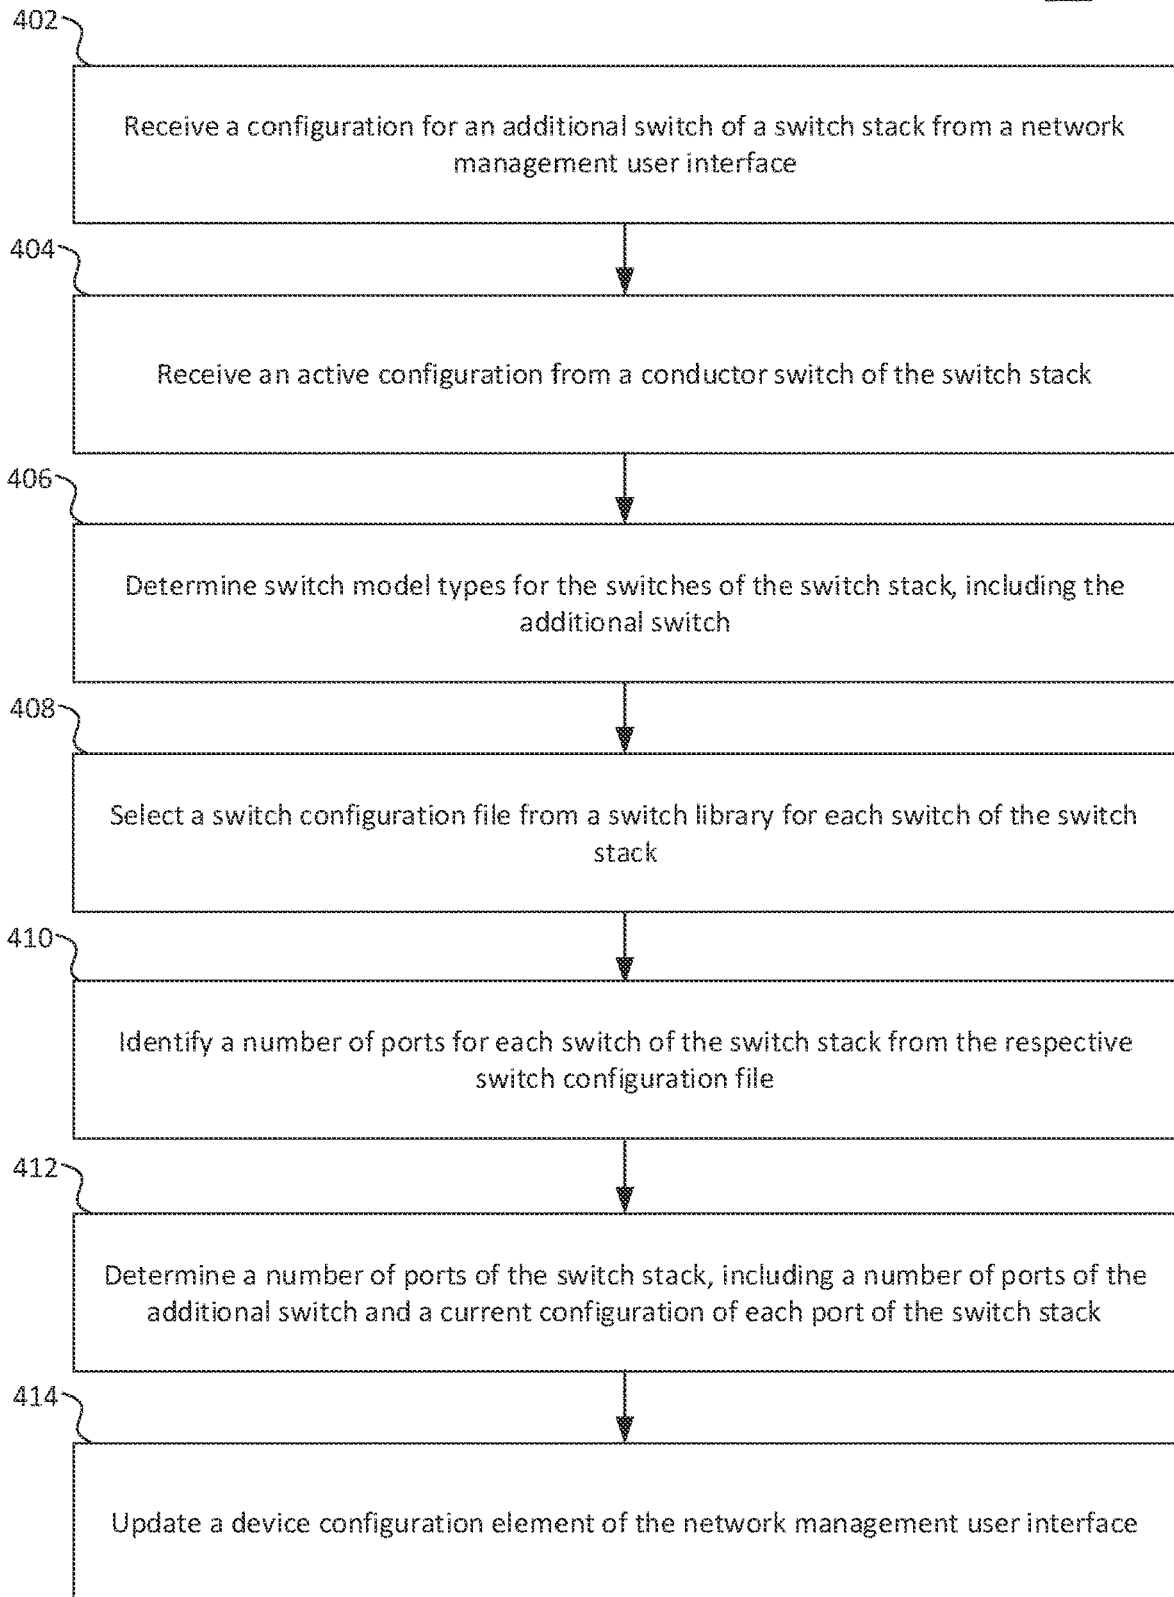 402
Receive a configuration for an additional switch of a switch stack from a network
management user interface
404
Receive an active configuration from a conductor switch of the switch stack
406
Determine switch model types for the switches of the switch stack, including the
additional switch
408
Select a switch configuration file from a switch library for each switch of the switch
stack
410
Identify a number of ports for each switch of the switch stack from the respective
switch configuration file
412
Determine a number of ports of the switch stack, including a number of ports of the
additional switch and a current configuration of each port of the switch stack
414
Update a device configuration element of the network management user interface